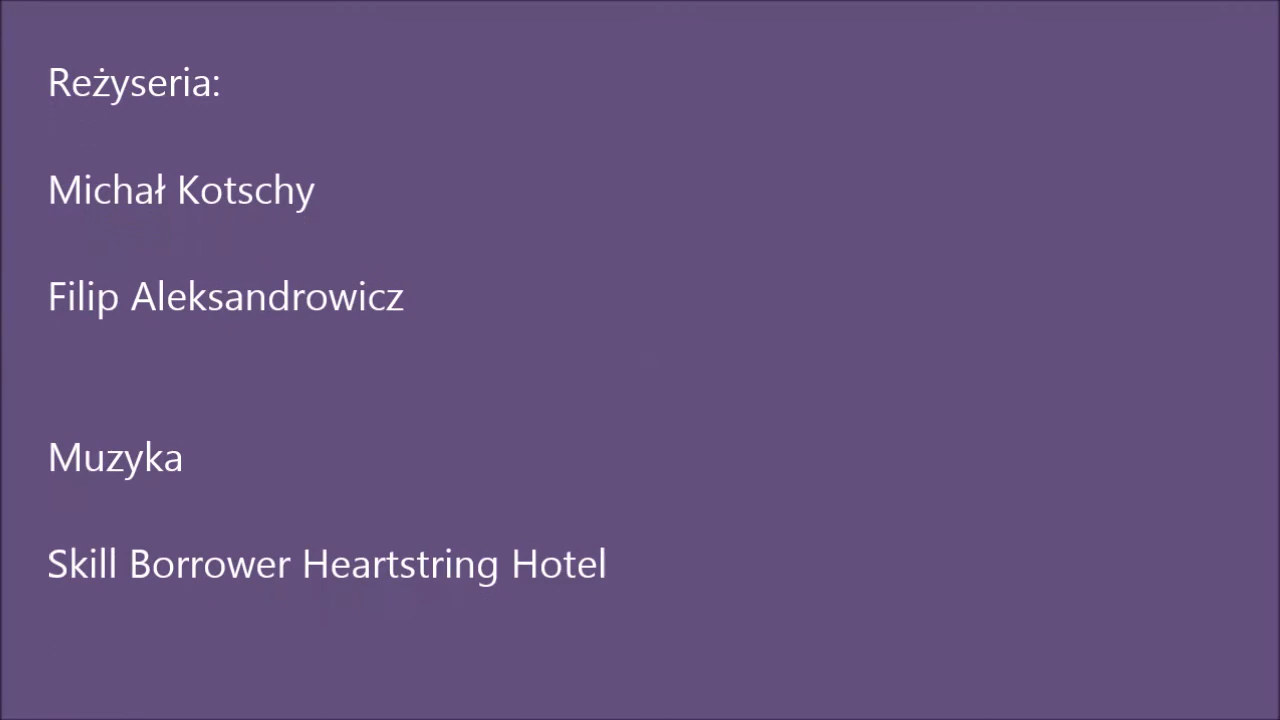 Reżyseria:
Michał Kotschy
Filip Aleksandrowicz
Muzyka
Skill Borrower Heartstring Hotel